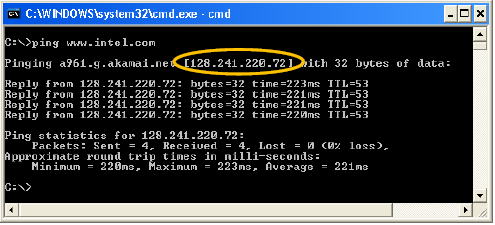 C:\WINDOWS\system32\cmd.exe - cmd
C:\>ping www.intel.com
Pinging a961.g.akamai.net [128.241.220.72] with 32 bytes of data:
Reply from 128.241.220.72: bytes=32 time=223ms TTL=53
Reply from 128.241.220.72: bytes=32 time=221ms TTL=53
Reply from 128.241.220.72: bytes=32 time=221ms TTL=53
Reply from 128.241.220.72: bytes=32 time=220ms TTL=53
Ping statistics for 128.241.220.72:
Packets: Sent = 4, Received = 4, Lost = 0 (0% loss),
Approximate round trip times in milli-seconds:
Minimum = 220ms, Maximum = 223ms, Average = 221ms
C:\>